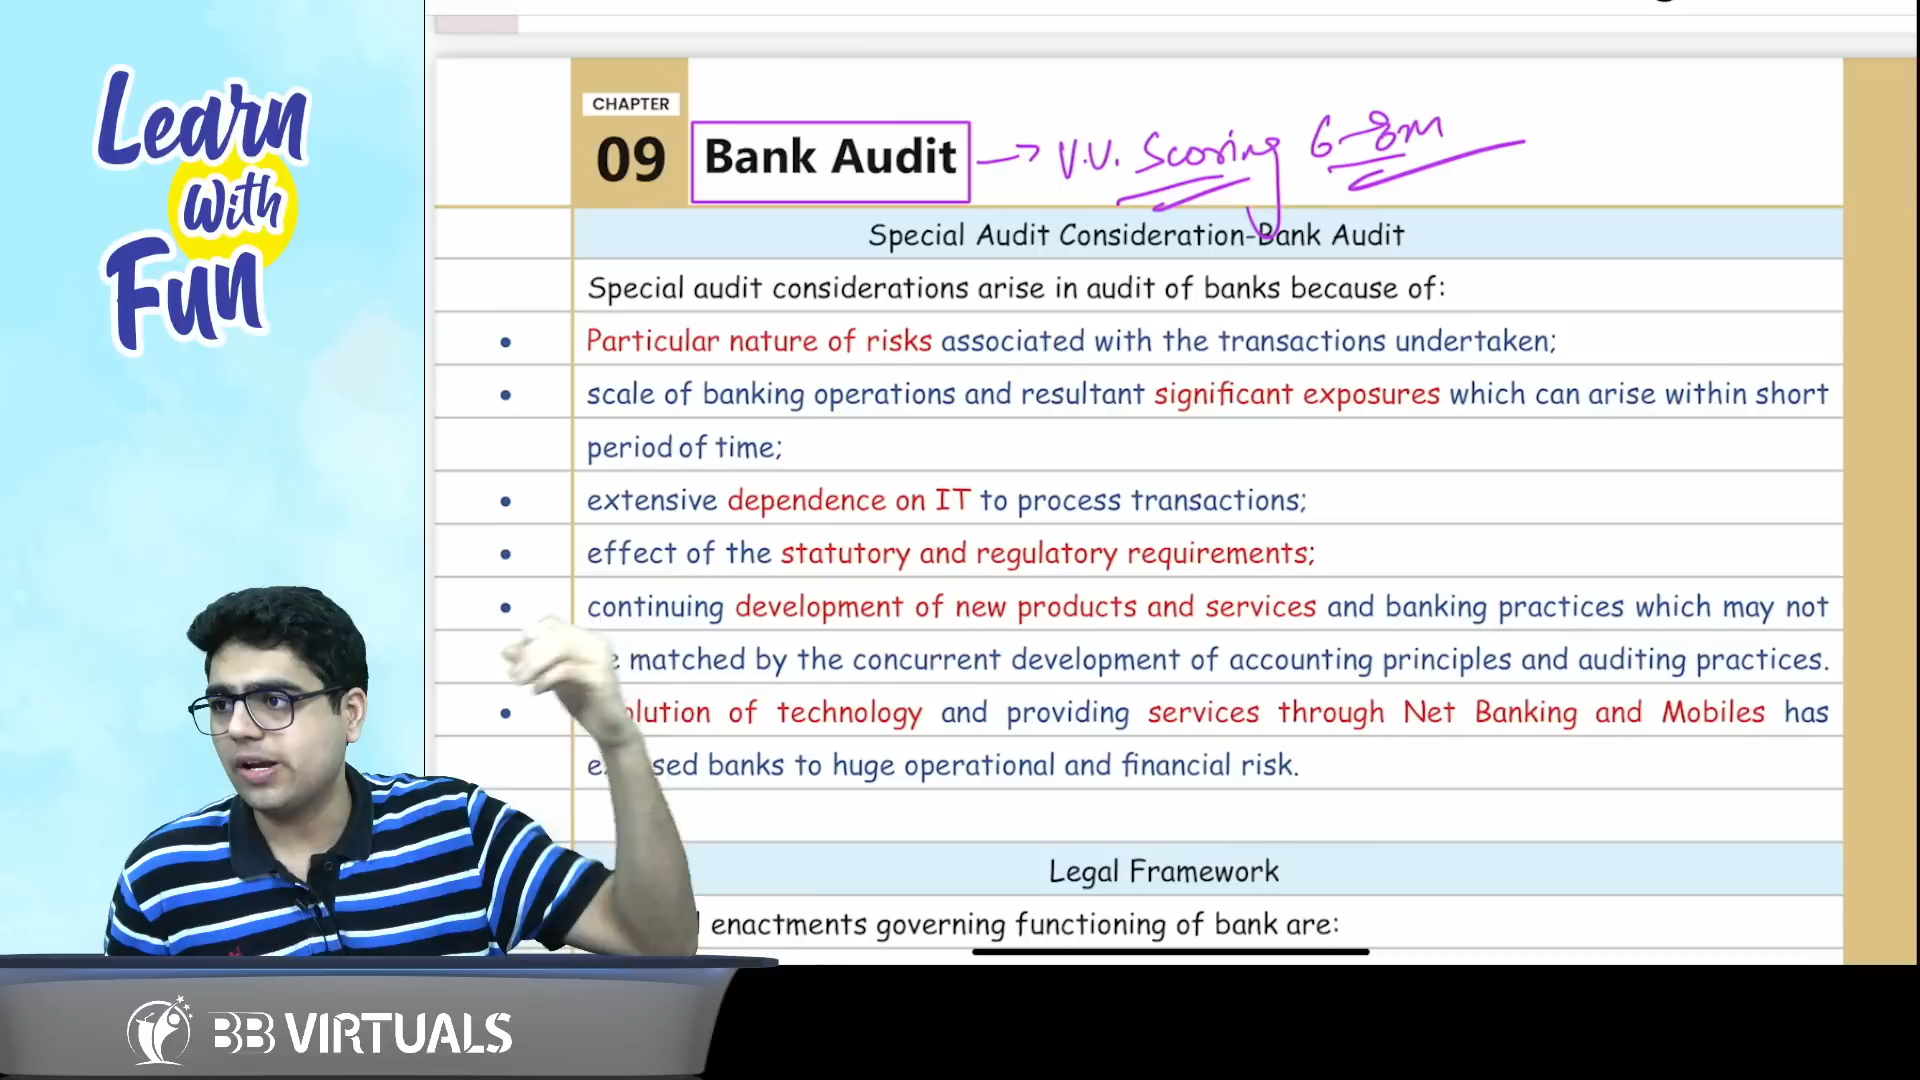 Learn
With
Fun
CHAPTER
09
Bank Audit → V.V. Scoring 6-8m
Special Audit Consideration-Bank Audit
Special audit considerations arise in audit of banks because of:
• Particular nature of risks associated with the transactions undertaken;
• scale of banking operations and resultant significant exposures which can arise within short
period of time;
• extensive dependence on IT to process transactions;
• effect of the statutory and regulatory requirements;
• continuing development of new products and services and banking practices which may not
matched by the concurrent development of accounting principles and auditing practices.
• of technology and providing services through Net Banking and Mobiles has
banks to huge operational and financial risk.
Legal Framework
enactments governing functioning of bank are:
BB VIRTUALS